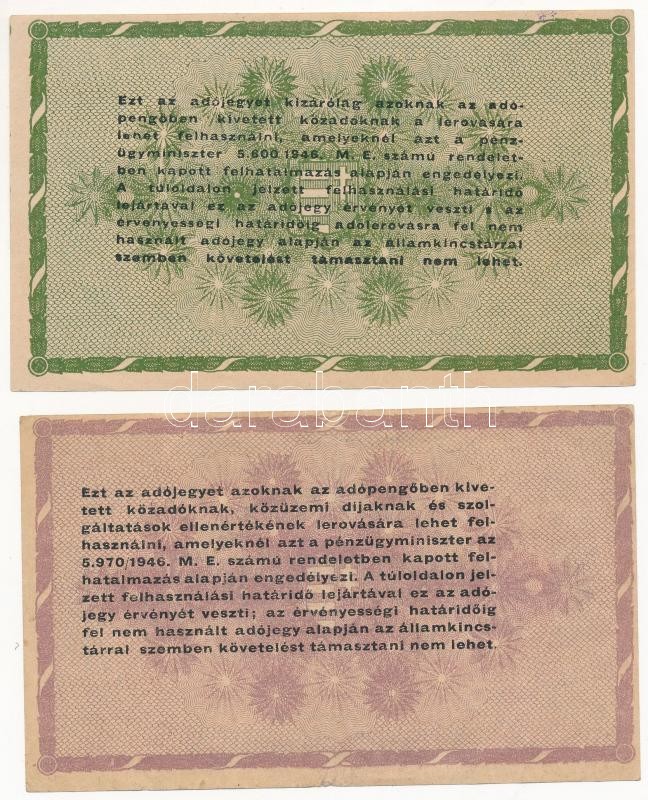 Ezt az adójegyet kizárólag azoknak az adó-
pengőben kivetett közadóknak a lerovására
lehet felhasználni, amelyeknél azt a pénz-
ügyminiszter 5.600/1946. M. E. számú rendelet-
ben kapott felhatalmazás alapján engedélyezi.
A túloldalon jelzett felhasználási határidő
lejártával ez az adójegy érvényét veszti s az
érvényességi határidőig adólerovásra fel nem
használt adójegy alapján az államkincstárral
szemben követelést támasztani nem lehet.
darabanth
Ezt az adójegyet azoknak az adópengőben kive-
tett közadóknak, közüzemi díjaknak és szol-
gáltatások ellenértékének lerovására lehet fel-
használni, amelyeknél azt a pénzügyminiszter az
5.970/1946. M. E. számú rendeletben kapott fel-
hatalmazás alapján engedélyezi. A túloldalon jel-
zett felhasználási határidő lejártával ez az adó-
jegy érvényét veszti; az érvényességi határidőig
fel nem használt adójegy alapján az államkincs-
tárral szemben követelést támasztani nem lehet.